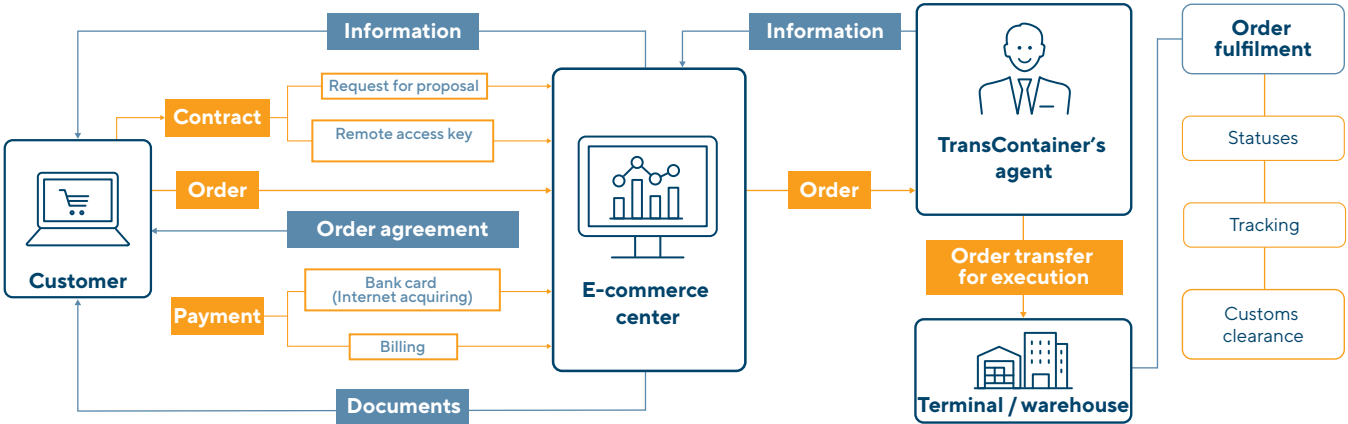 Information
Information
Order
fulfilment
Request for proposal
Contract
Remote access key
Statuses
TransContainer’s
agent
Order
Order
Tracking
Order agreement
Order transfer
for execution
Customer
Bank card
(Internet acquiring)
E-commerce
center
Payment
Billing
Customs
clearance
Documents
Terminal / warehouse